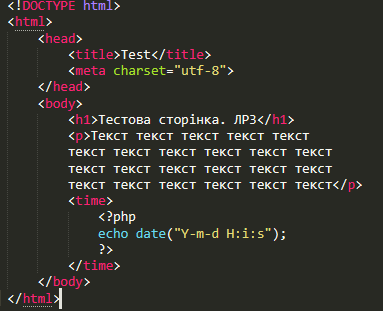 <!DOCTYPE html>
<html>
<head>
<title>Test</title>
<meta charset="utf-8">
</head>
<body>
<h1>Тестова сторінка. ЛР3</h1>
<p>Текст текст текст текст текст
текст текст текст текст текст текст
текст текст текст текст текст текст
текст текст текст текст текст текст</p>
<time>
<?php
echo date("Y-m-d H:i:s");
?>
</time>
</body>
</html>